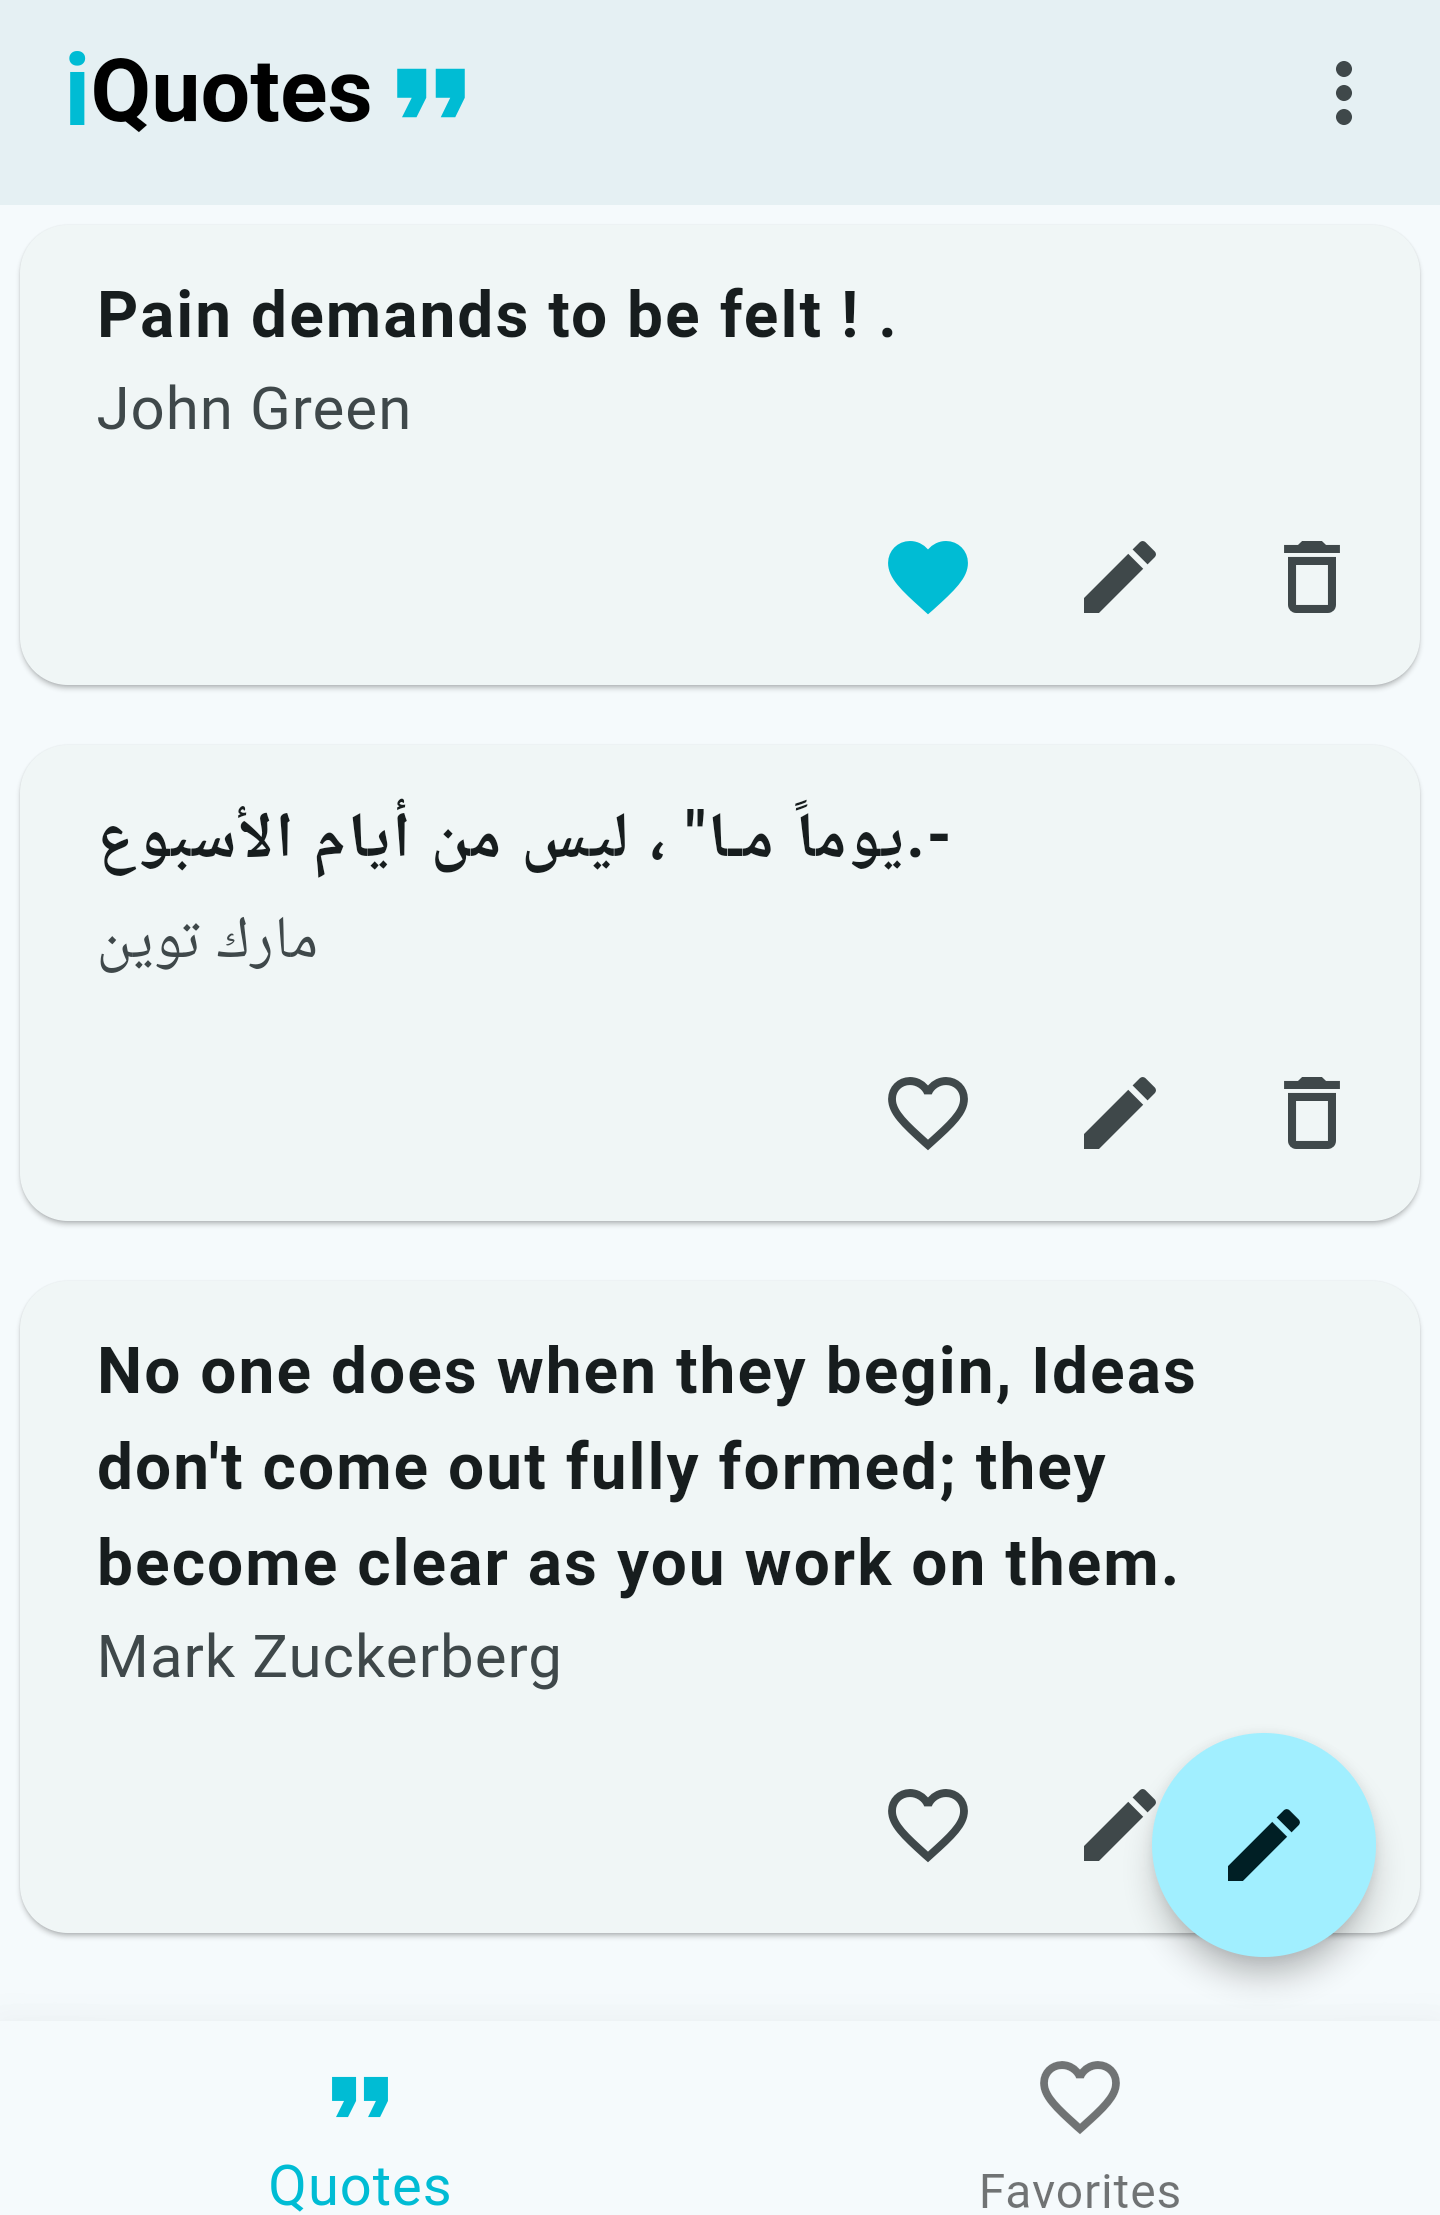 iQuotes
Pain demands to be felt ! .
John Green
-.يوماً مـا" ، ليس من أيام الأسبوع
مارك توين
No one does when they begin, Ideas
don't come out fully formed; they
become clear as you work on them.
Mark Zuckerberg
Quotes
Favorites